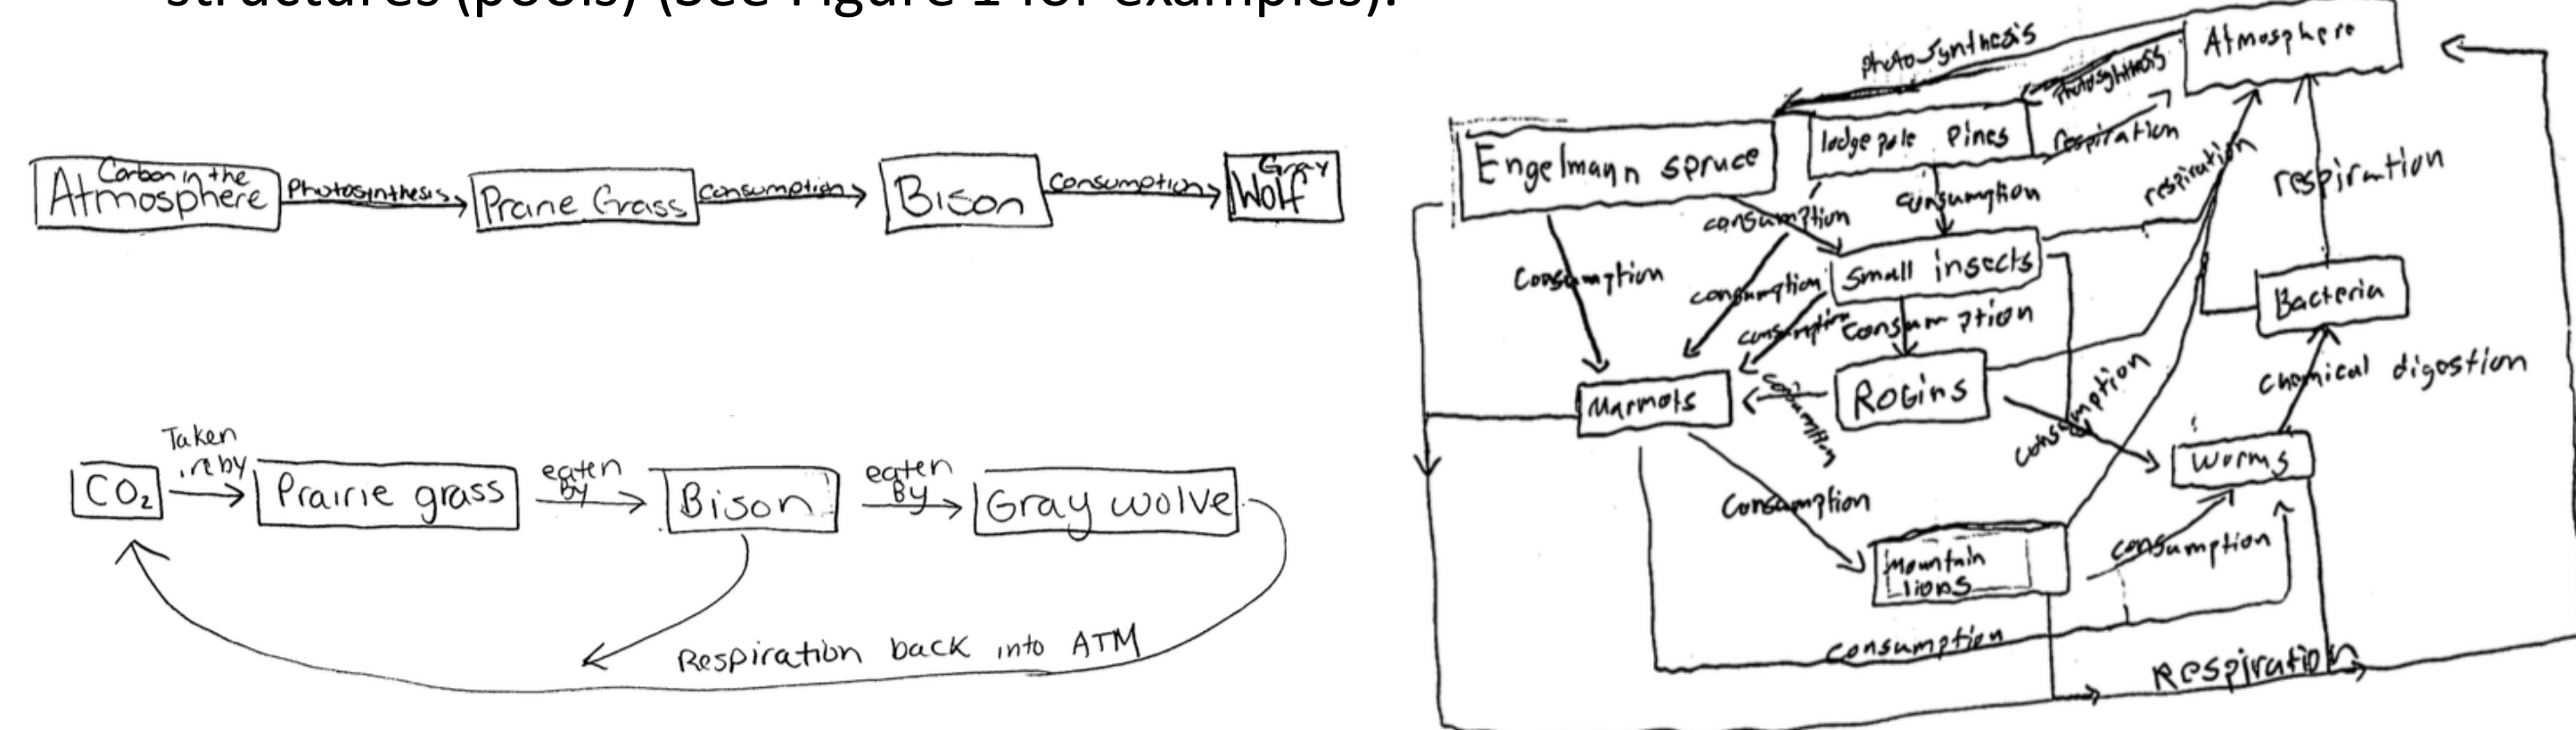 structures (pools) (see Figure 1 for examples).
Carbon in the
Atmosphere
Photosynthesis
Prarie Grass
Consumption
Bison
Consumption
Gray
Wolf
CO₂
Taken
by
Prairie grass
eaten
By
Bison
eaten
By
Gray wolve
Respiration back into ATM
Atmosphere
photosynthesis
respiration
Engelmann spruce
lodge pole Pines
consumption
consumption
Consumption
respiration
respiration
small insects
consumption
consumption
Consumption
Bacteria
chemical digostion
Marmots
consumption
Robins
consumption
Worms
Consumption
Mountain
lions
consumption
consumption
Respiration